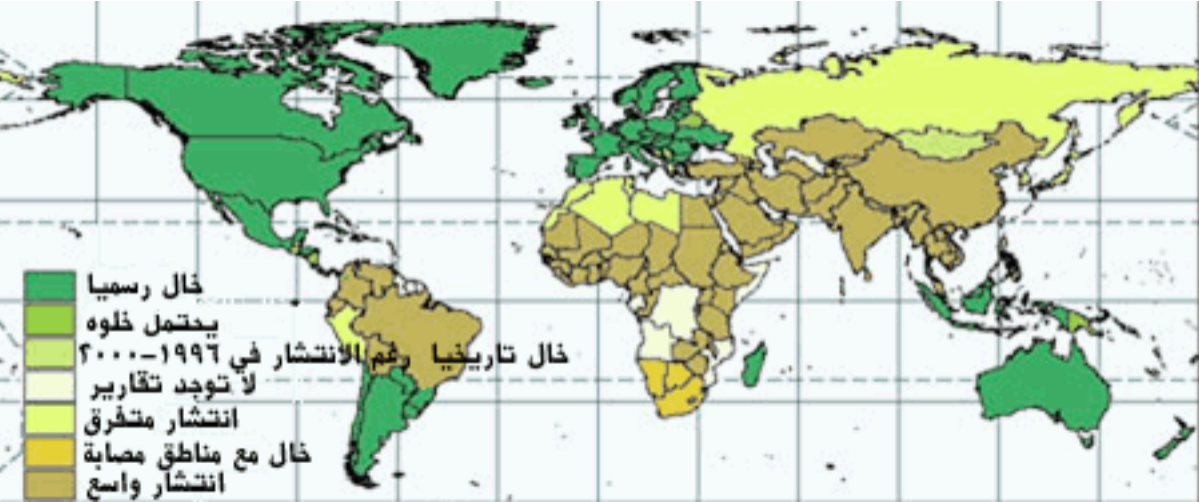 خال رسميا
يحتمل خلوه
خال تاريخيا رغم الانتشار في ١٩٩٦-٢٠٠٠
لا توجد تقارير
انتشار متفرق
خال مع مناطق مصابة
انتشار واسع